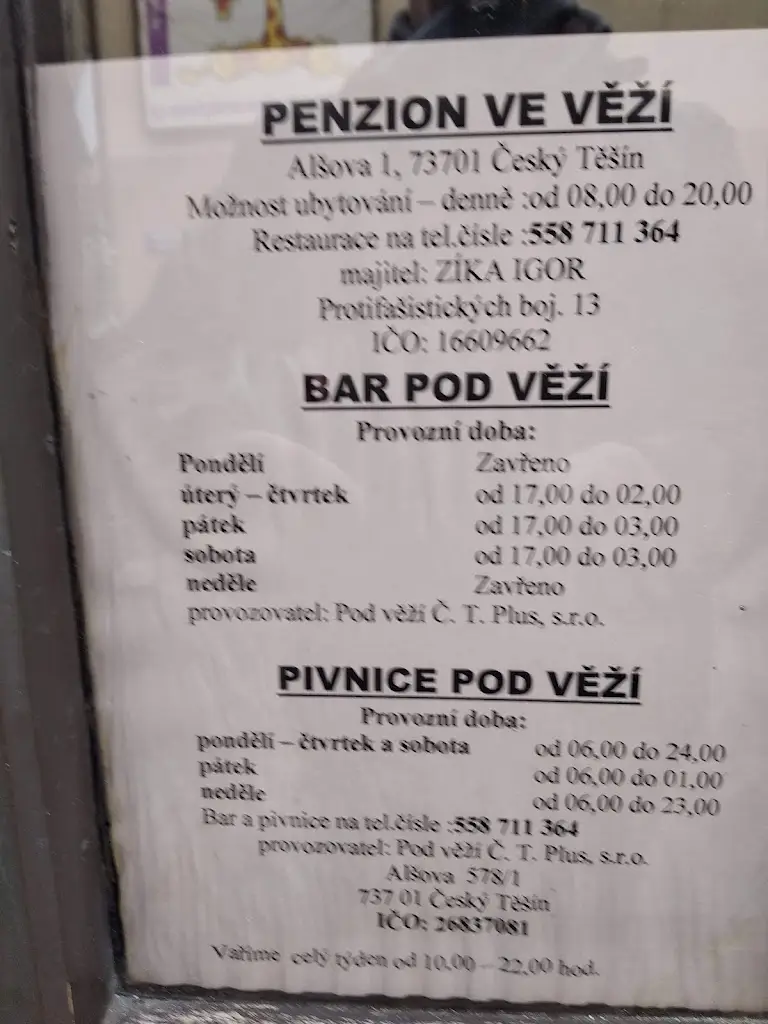 PENZION VE VĚŽÍ
Alšova 1, 73701 Český Těšín
Možnost ubytování – denně :od 08,00 do 20,00
Restaurace na tel.čísle :558 711 364
majitel: ZÍKA IGOR
Protifašistických boj. 13
IČO: 16609662
BAR POD VĚŽÍ
Provozní doba:
Pondělí Zavřeno
úterý – čtvrtek od 17,00 do 02,00
pátek od 17,00 do 03,00
sobota od 17,00 do 03,00
neděle Zavřeno
provozovatel: Pod věží Č. T. Plus, s.r.o.
PIVNICE POD VĚŽÍ
Provozní doba:
pondělí – čtvrtek a sobota od 06,00 do 24,00
pátek od 06,00 do 01,00
neděle od 06,00 do 23,00
Bar a pivnice na tel.čísle :558 711 364
provozovatel: Pod věží Č. T. Plus, s.r.o.
Alšova 578/1
737 01 Český Těšín
IČO: 26837081
Vaříme celý týden od 10,00 – 22,00 hod.